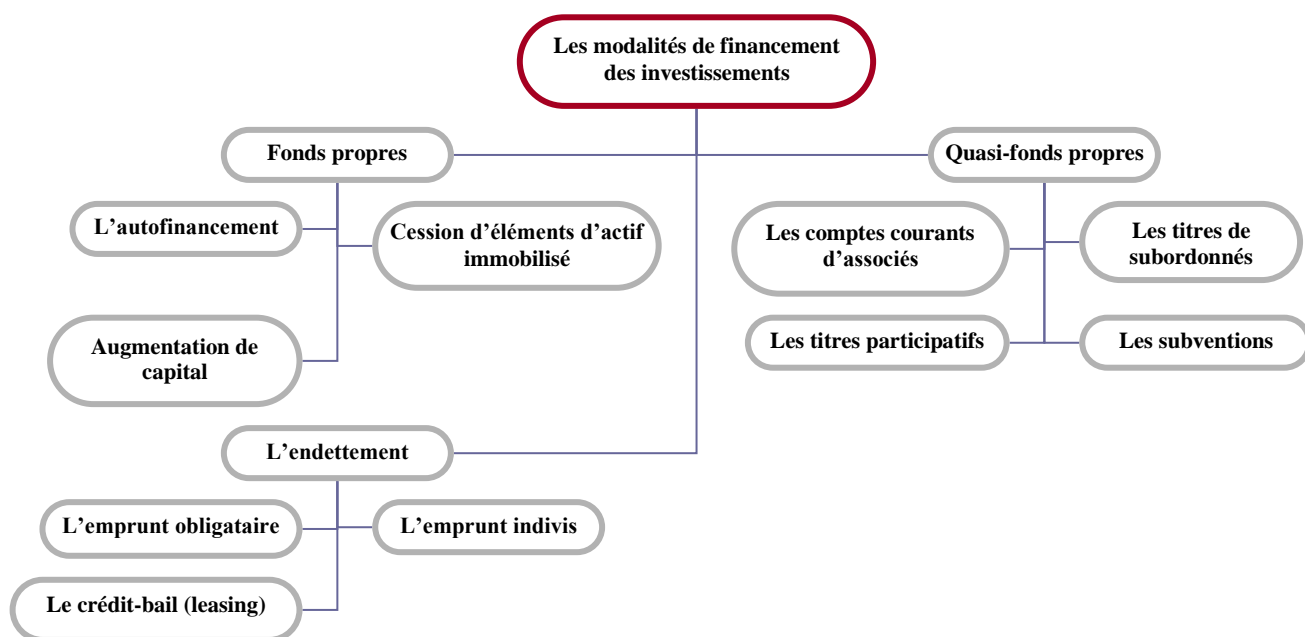 Les modalités de financement
des investissements
Fonds propres
Quasi-fonds propres
L’autofinancement
Cession d’éléments d’actif
immobilisé
Les comptes courants
d’associés
Les titres de
subordonnés
Augmentation de
capital
Les titres participatifs
Les subventions
L’endettement
L’emprunt obligataire
L’emprunt indivis
Le crédit-bail (leasing)